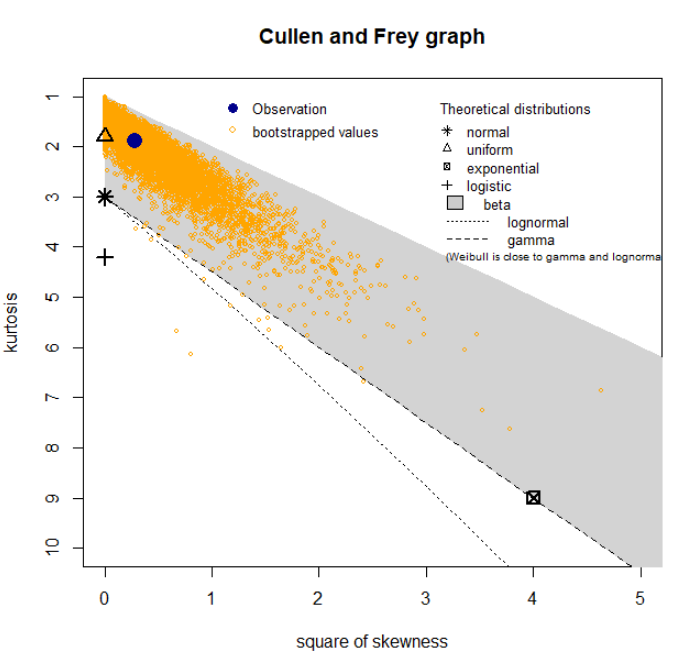 Cullen and Frey graph
Observation
bootstrapped values
Theoretical distributions
normal
uniform
exponential
logistic
beta
lognormal
gamma
(Weibull is close to gamma and lognorma
kurtosis
1
2
3
4
5
6
7
8
9
10
0 1 2 3 4 5
square of skewness